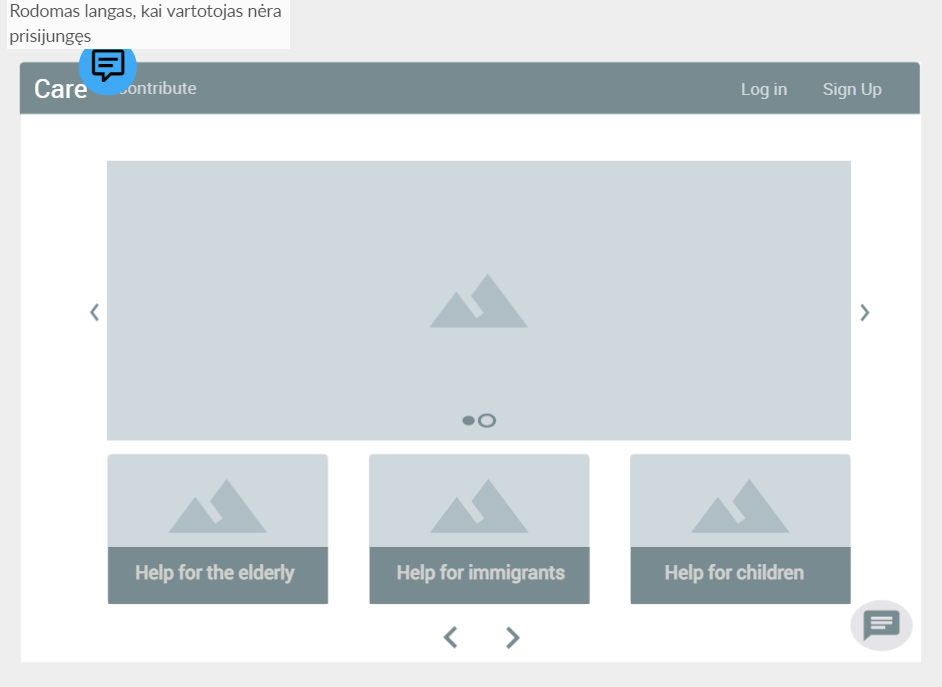 Rodomas langas, kai vartotojas nėra
prisijungęs
Care
ontribute
Log in
Sign Up
Help for the elderly
Help for immigrants
Help for children